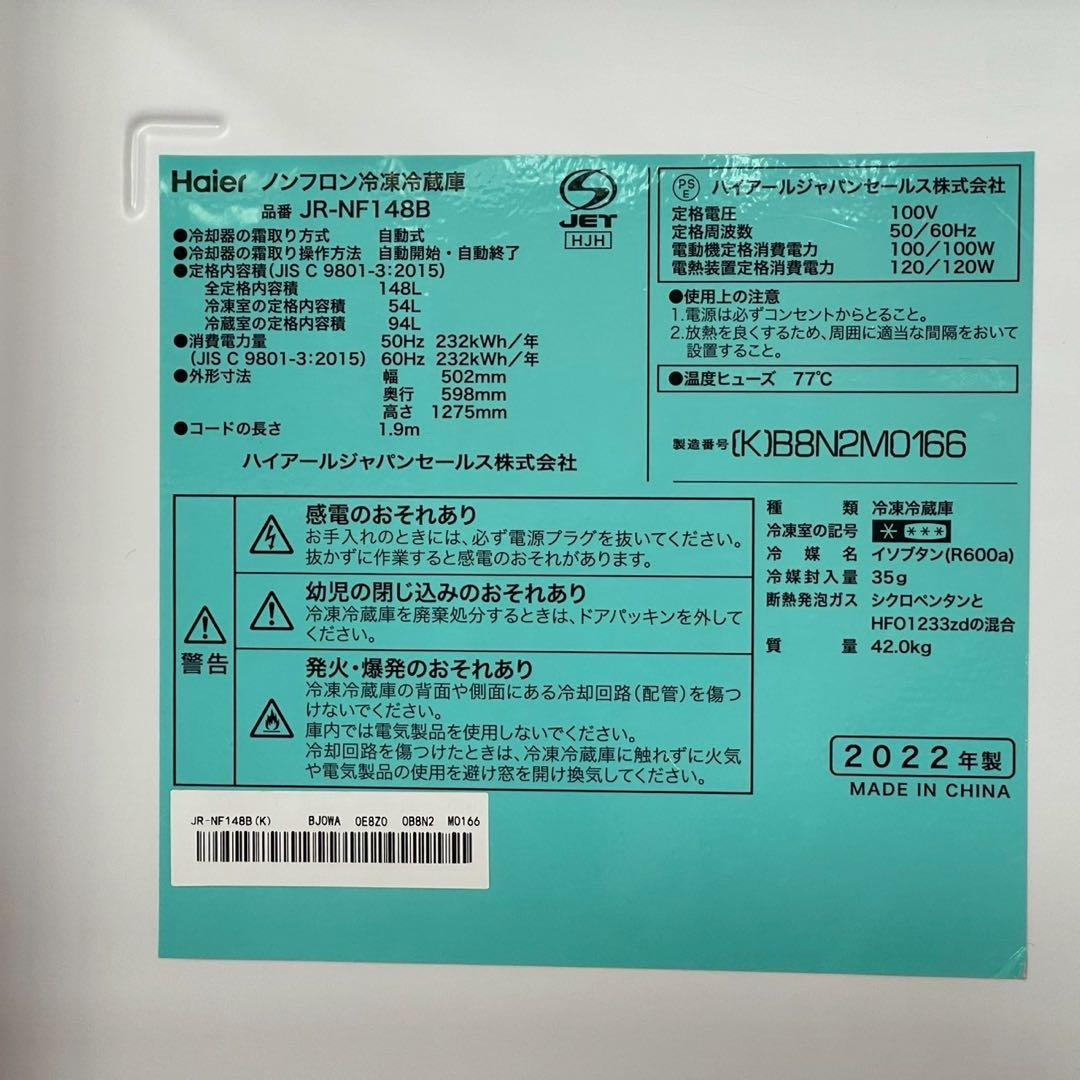 Haier ノンフロン冷凍冷蔵庫
品番 JR-NF148B
●冷却器の霜取り方式 自動式
●冷却器の霜取り操作方法 自動開始・自動終了
●定格内容積(JIS C 9801-3:2015)
全定格内容積 148L
冷凍室の定格内容積 54L
冷蔵室の定格内容積 94L
●消費電力量 50Hz 232kWh/年
(JIS C 9801-3:2015) 60Hz 232kWh/年
●外形寸法 幅 502mm
奥行 598mm
高さ 1275mm
●コードの長さ 1.9m
ハイアールジャパンセールス株式会社
S
JET
HJH
PSE ハイアールジャパンセールス株式会社
定格電圧 100V
定格周波数 50/60Hz
電動機定格消費電力 100/100W
電熱装置定格消費電力 120/120W
●使用上の注意
1.電源は必ずコンセントからとること。
2.放熱を良くするため、周囲に適当な間隔をおいて
設置すること。
●温度ヒューズ 77℃
製造番号 (K)B8N2M0166
警告
感電のおそれあり
お手入れのときには、必ず電源プラグを抜いてください。
抜かずに作業すると感電のおそれがあります。
幼児の閉じ込みのおそれあり
冷凍冷蔵庫を廃棄処分するときは、ドアパッキンを外して
ください。
発火・爆発のおそれあり
冷凍冷蔵庫の背面や側面にある冷却回路(配管)を傷つ
けないでください。
庫内では電気製品を使用しないでください。
冷却回路を傷つけたときは、冷凍冷蔵庫に触れずに火気
や電気製品の使用を避け窓を開け換気してください。
種類 冷凍冷蔵庫
冷凍室の記号 * ***
冷媒名 イソブタン(R600a)
冷媒封入量 35g
断熱発泡ガス シクロペンタンと
HFO1233zdの混合
質量 42.0kg
2022年製
MADE IN CHINA
JR-NF148B(K) BJ0WA 0E8Z0 0B8N2 M0166